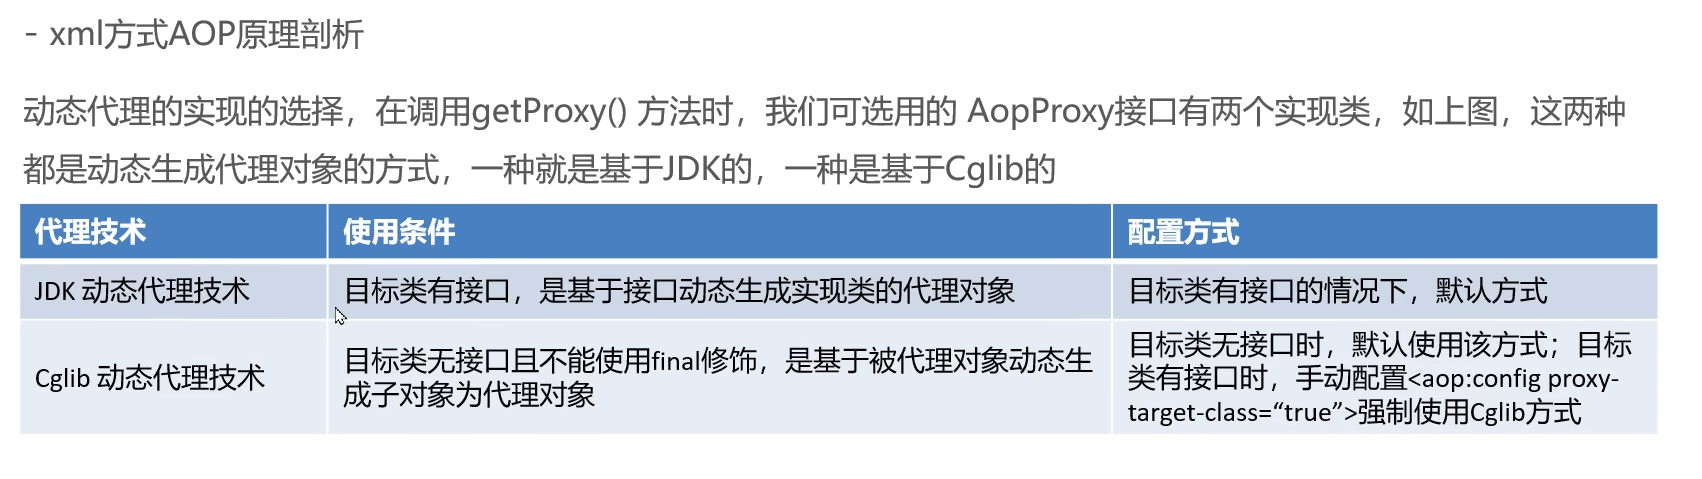 - xml方式AOP原理剖析
动态代理的实现的选择，在调用getProxy() 方法时，我们可选用的 AopProxy接口有两个实现类，如上图，这两种
都是动态生成代理对象的方式，一种就是基于JDK的，一种是基于Cglib的
代理技术 使用条件 配置方式
JDK 动态代理技术 目标类有接口，是基于接口动态生成实现类的代理对象 目标类有接口的情况下，默认方式
Cglib 动态代理技术
目标类无接口且不能使用final修饰，是基于被代理对象动态生
成子对象为代理对象
目标类无接口时，默认使用该方式；目标
类有接口时，手动配置<aop:config proxy-
target-class=“true”>强制使用Cglib方式